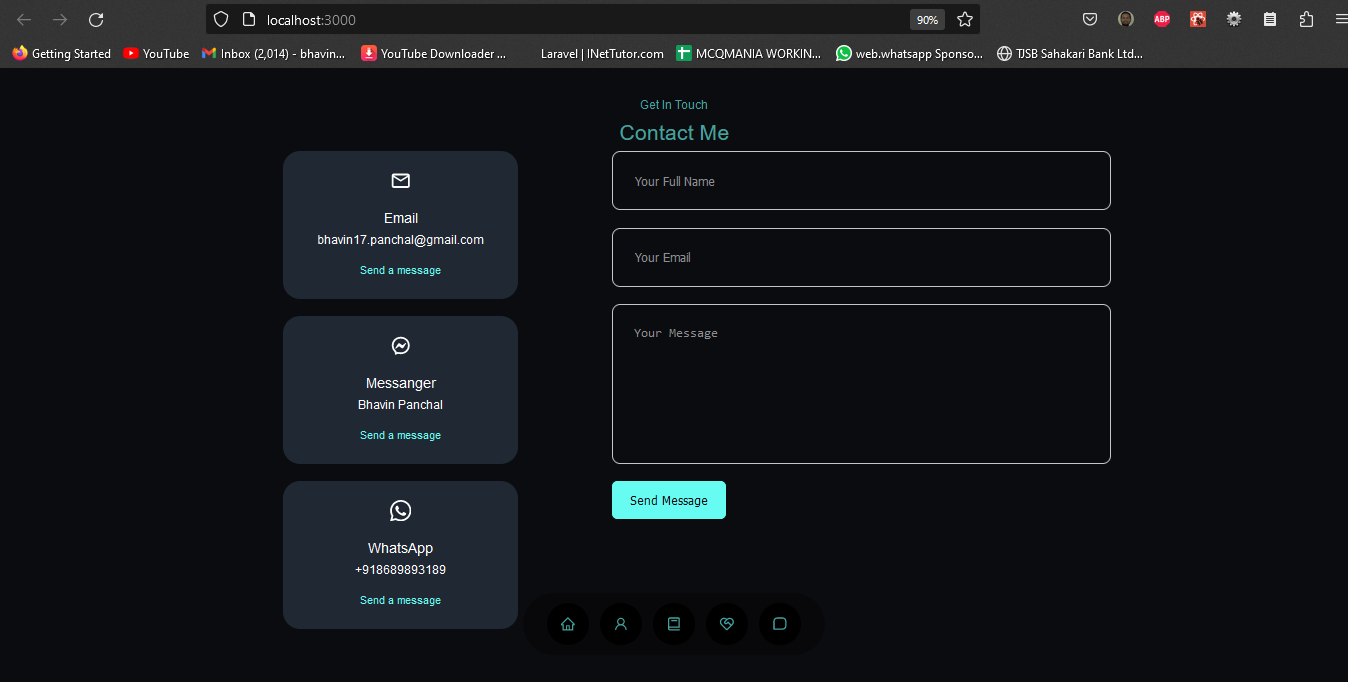 localhost:3000
90%
ABP
Getting Started
YouTube
Inbox (2,014) - bhavin...
YouTube Downloader ...
Laravel | INetTutor.com
MCQMANIA WORKIN...
web.whatsapp Sponso...
TJSB Sahakari Bank Ltd...
Get In Touch
Contact Me
Email
bhavin17.panchal@gmail.com
Send a message
Messanger
Bhavin Panchal
Send a message
WhatsApp
+918689893189
Send a message
Your Full Name
Your Email
Your Message
Send Message